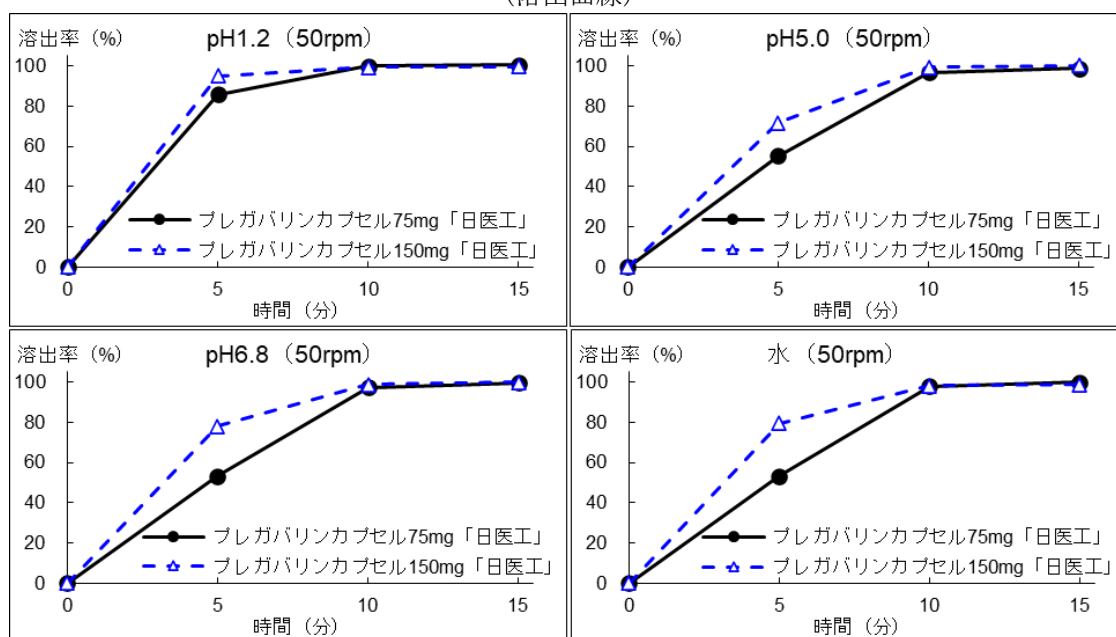 (溶出曲線)
溶出率 (%)
pH1.2 (50rpm)
100
80
60
40
20
0
プレガバリンカプセル75mg「日医工」
プレガバリンカプセル150mg「日医工」
0 5 10 15
時間 (分)
溶出率 (%)
pH5.0 (50rpm)
100
80
60
40
20
0
プレガバリンカプセル75mg「日医工」
プレガバリンカプセル150mg「日医工」
0 5 10 15
時間 (分)
溶出率 (%)
pH6.8 (50rpm)
100
80
60
40
20
0
プレガバリンカプセル75mg「日医工」
プレガバリンカプセル150mg「日医工」
0 5 10 15
時間 (分)
溶出率 (%)
水 (50rpm)
100
80
60
40
20
0
プレガバリンカプセル75mg「日医工」
プレガバリンカプセル150mg「日医工」
0 5 10 15
時間 (分)